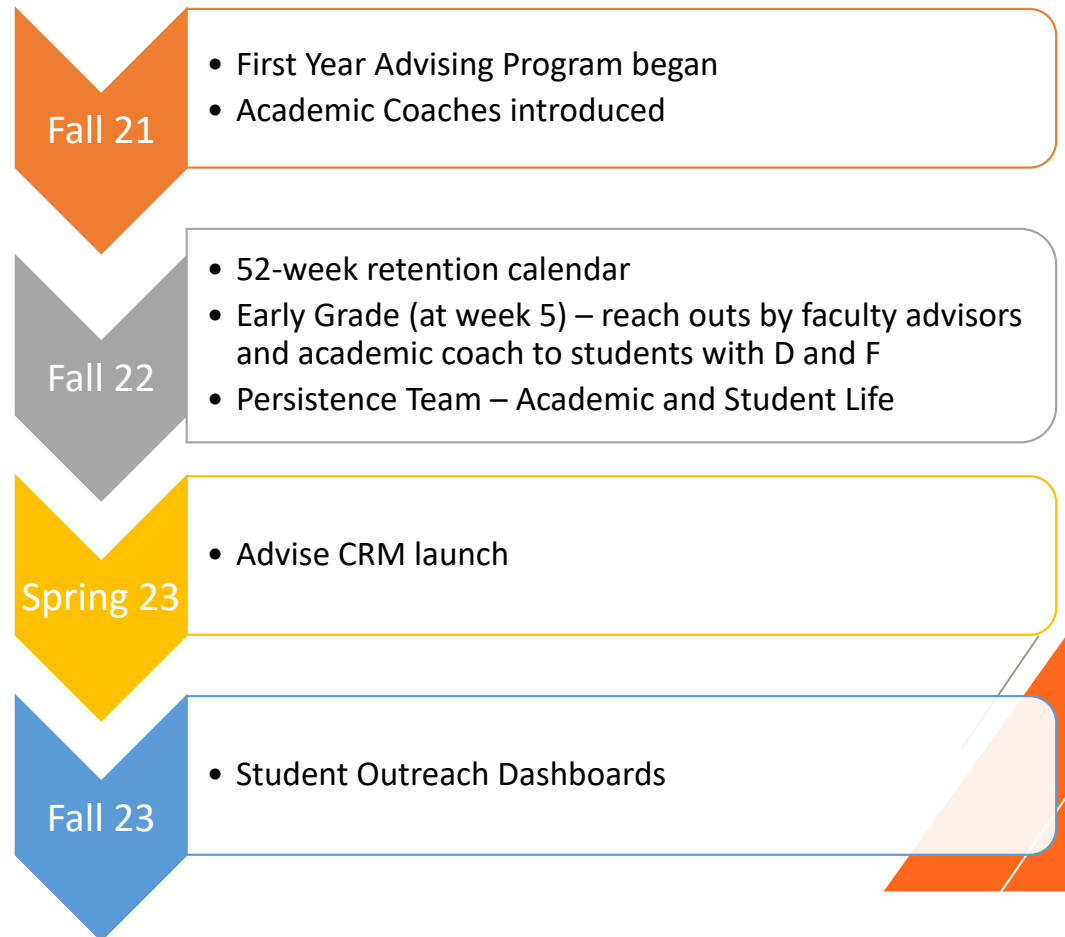 Fall 21
• First Year Advising Program began
• Academic Coaches introduced
Fall 22
• 52-week retention calendar
• Early Grade (at week 5) – reach outs by faculty advisors
and academic coach to students with D and F
• Persistence Team – Academic and Student Life
Spring 23
• Advise CRM launch
Fall 23
• Student Outreach Dashboards